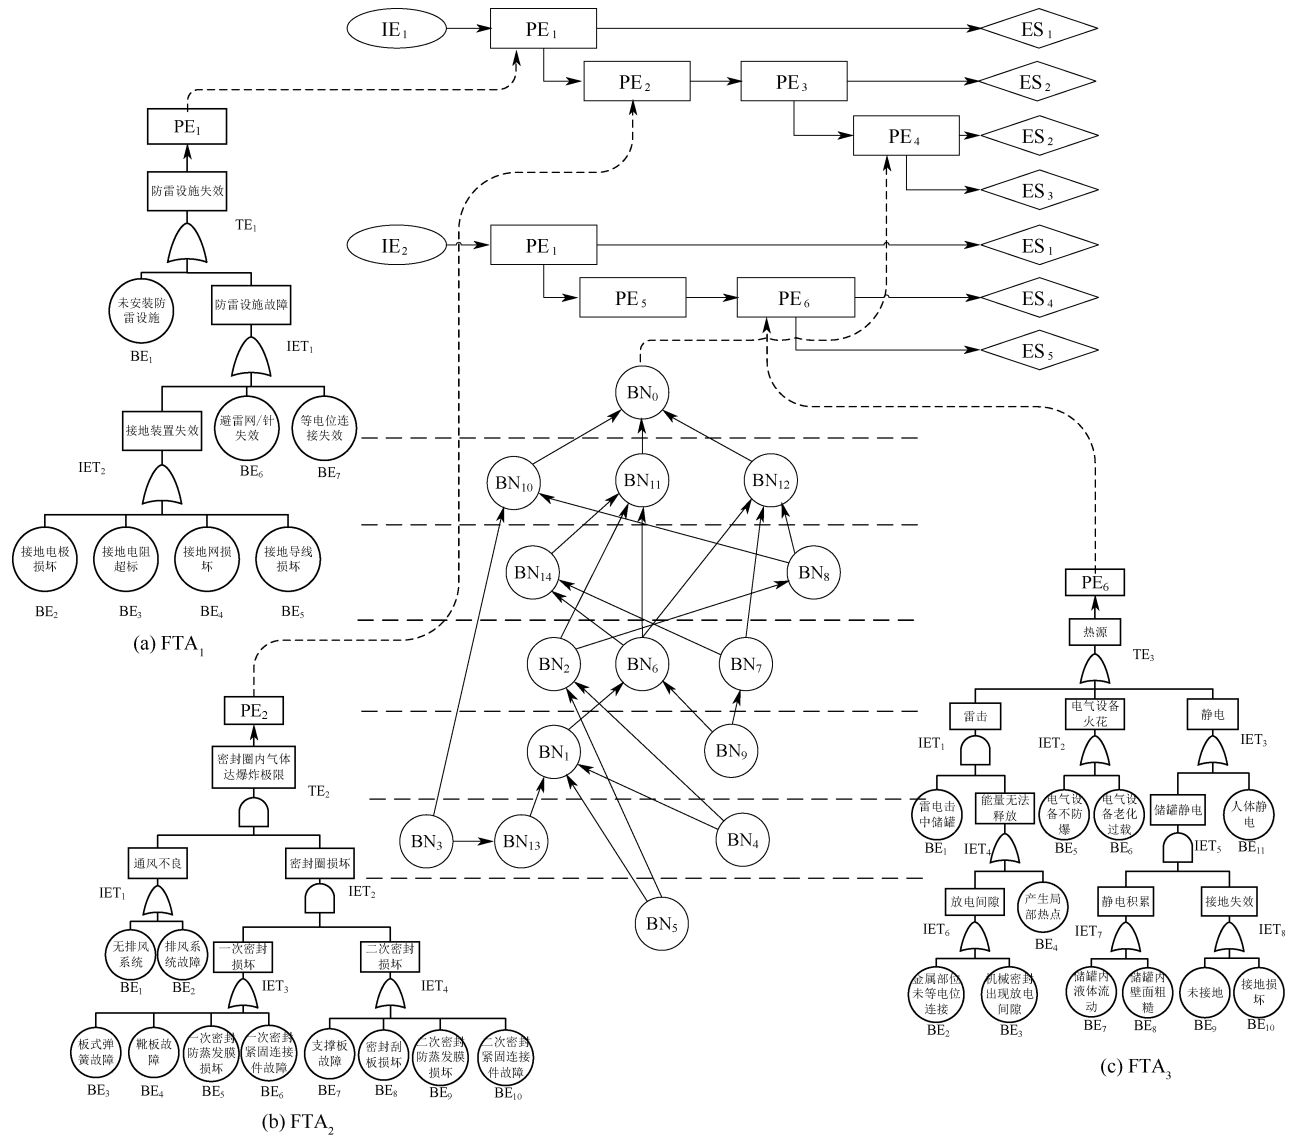 IE1
PE1
ES1
PE2
PE3
ES2
PE4
ES2
ES3
IE2
PE1
ES1
PE5
PE6
ES4
ES5
PE1
防雷设施失效
TE1
未安装防
雷设施
BE1
防雷设施故障
IET1
接地装置失效
避雷网/针
失效
BE6
等电位连
接失效
BE7
IET2
接地电极
损坏
BE2
接地电阻
超标
BE3
接地网损
坏
BE4
接地导线
损坏
BE5
(a) FTA1
BN0
BN10
BN11
BN12
BN14
BN8
BN2
BN6
BN7
BN1
BN9
BN3
BN13
BN4
BN5
PE2
密封圈内气体
达爆炸极限
TE2
通风不良
密封圈损坏
IET1
IET2
无排风
系统
BE1
排风系
统故障
BE2
一次密封
损坏
二次密封
损坏
IET3
IET4
板式弹
簧故障
BE3
靴板故
障
BE4
一次密封
防蒸发膜
损坏
BE5
一次密封
紧固连接
件故障
BE6
支撑板
故障
BE7
密封刮
板损坏
BE8
二次密封
防蒸发膜
损坏
BE9
二次密封
紧固连接
件故障
BE10
(b) FTA2
PE6
热源
TE3
雷击
电气设备
火花
静电
IET1
IET2
IET3
雷电击
中储罐
BE1
能量无法
释放
电气设
备不防
爆
BE5
电气设
备老化
过载
BE6
储罐静电
人体静
电
BE11
IET4
IET5
放电间隙
产生局
部热点
BE4
静电积累
接地失效
IET6
IET7
IET8
金属部位
未等电位
连接
BE2
机械密封
出现放电
间隙
BE3
储罐内
液体流
动
BE7
储罐内
壁面粗
糙
BE8
未接地
BE9
接地损
坏
BE10
(c) FTA3